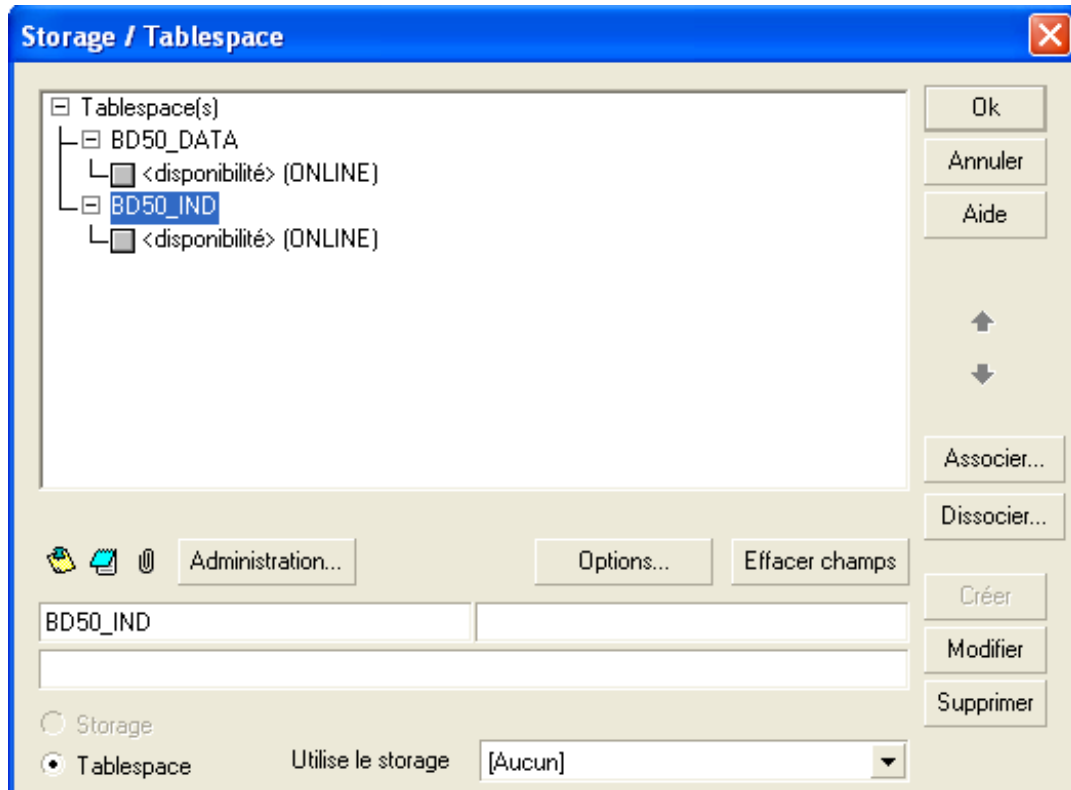 Storage / Tablespace
Tablespace(s)
BD50_DATA
<disponibilité> (ONLINE)
BD50_IND
<disponibilité> (ONLINE)
Ok
Annuler
Aide
Associer...
Dissocier...
Administration...
Options...
Effacer champs
Créer
BD50_IND
Modifier
Supprimer
Storage
Tablespace
Utilise le storage
[Aucun]